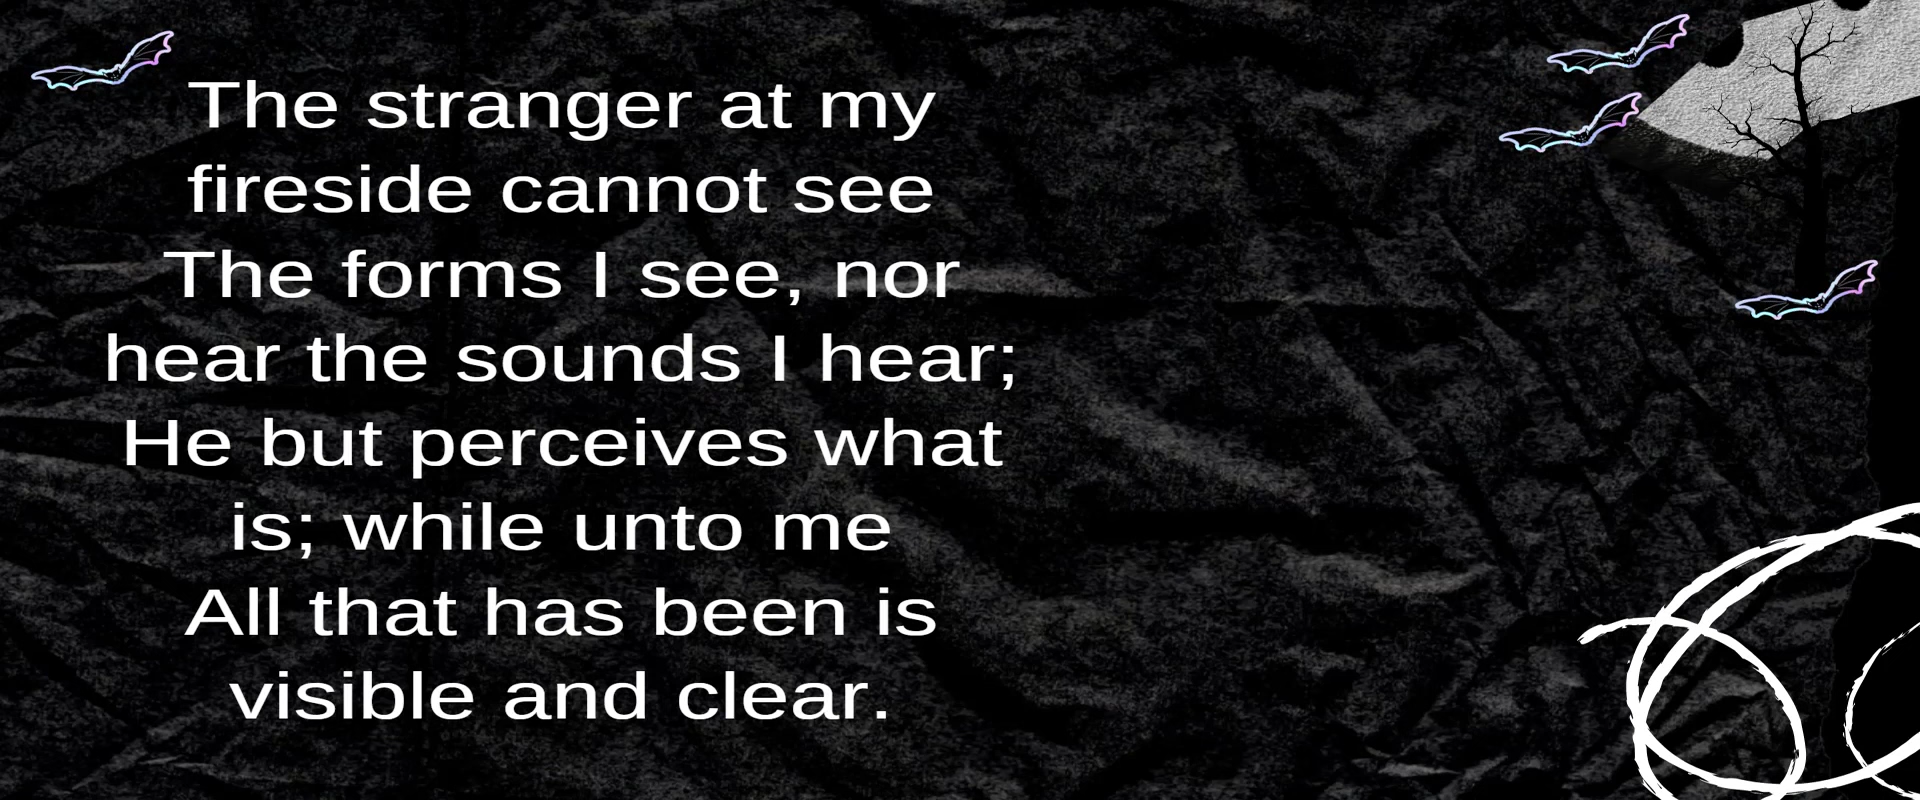 The stranger at my
fireside cannot see
The forms I see, nor
hear the sounds I hear;
He but perceives what
is; while unto me
All that has been is
visible and clear.